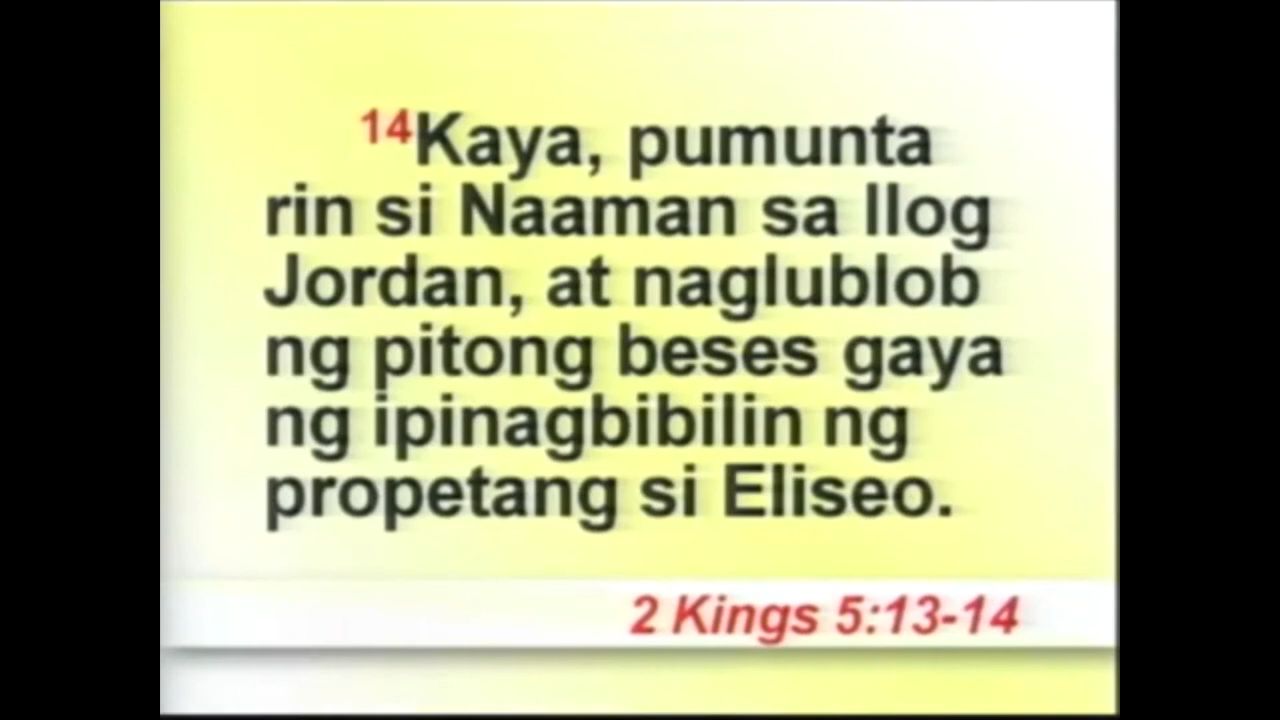 14Kaya, pumunta
rin si Naaman sa Ilog
Jordan, at naglublob
ng pitong beses gaya
ng ipinagbibilin ng
propetang si Eliseo.
2 Kings 5:13-14